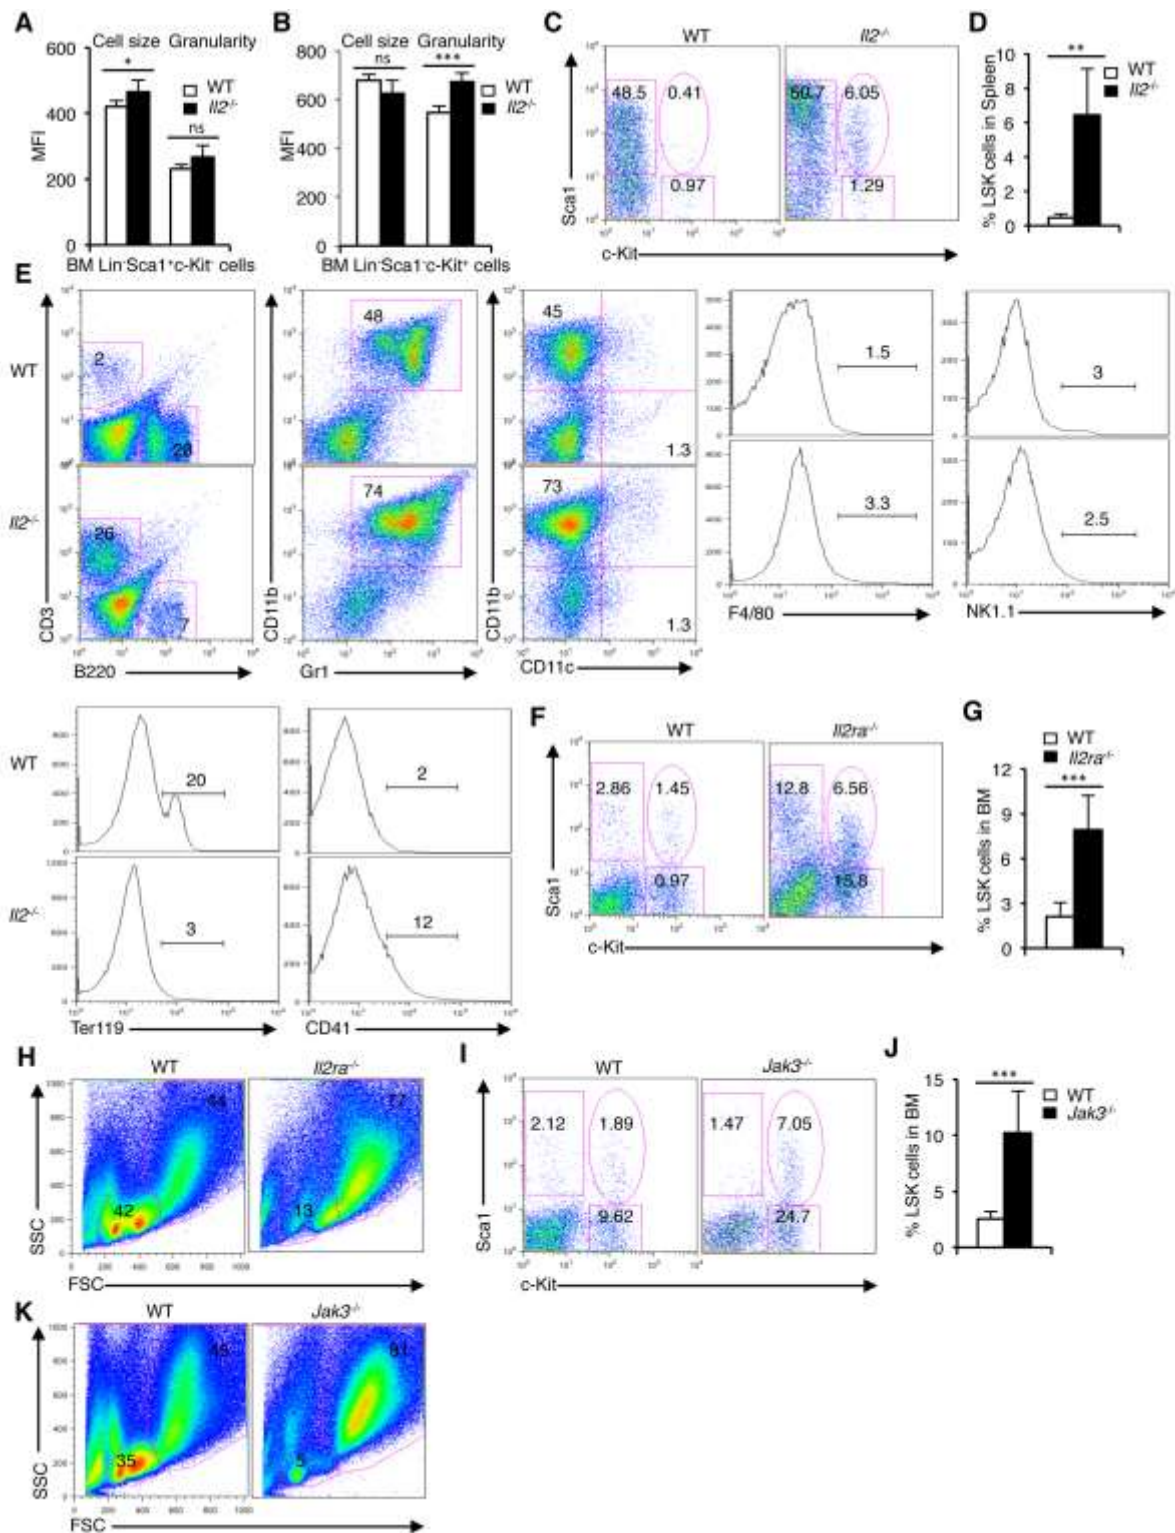 A
Cell size Granularity
*
ns
WT
Il2-/-
MFI
600
400
200
0
BM Lin-Sca1+c-Kit- cells
B
Cell size Granularity
ns
***
WT
Il2-/-
MFI
800
600
400
200
0
BM Lin-Sca1-c-Kit+ cells
C
WT
Il2-/-
48.5
0.41
0.97
50.7
6.05
1.29
Sca1
c-Kit
D
**
WT
Il2-/-
% LSK cells in Spleen
10
8
6
4
2
0
E
WT
2
28
48
45
1.3
1.5
3
Il2-/-
26
7
74
73
1.3
3.3
2.5
CD3
B220
CD11b
Gr1
CD11b
CD11c
F4/80
NK1.1
WT
20
2
Il2-/-
3
12
Ter119
CD41
F
WT
Il2ra-/-
2.86
1.45
0.97
12.8
6.56
15.8
Sca1
c-Kit
G
WT
Il2ra-/-
***
% LSK cells in BM
12
9
6
3
0
H
WT
Il2ra-/-
44
77
42
13
SSC
FSC
I
WT
Jak3-/-
2.12
1.89
9.62
1.47
7.05
24.7
Sca1
c-Kit
J
***
WT
Jak3-/-
% LSK cells in BM
15
10
5
0
K
WT
Jak3-/-
35
5
SSC
FSC